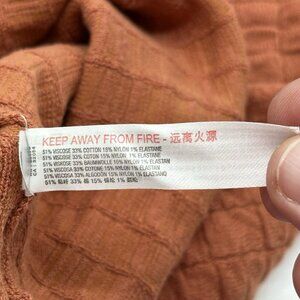 KEEP AWAY FROM FIRE - 远离火源
51% VISCOSE 33% COTTON 15% NYLON 1% ELASTANE
51% VISCOSE 33% COTON 15% NYLON 1% ELASTHANNE
51% VISCOSE 33% BAUMWOLLE 15% NYLON 1% ELASTAN
51% VISCOSA 33% COTONE 15% NYLON 1% ELASTAN
51% VISCOSA 33% ALGODÓN 15% NYLON 1% ELASTANO
51% 粘纤 33% 棉 15% 锦纶 1% 氨纶